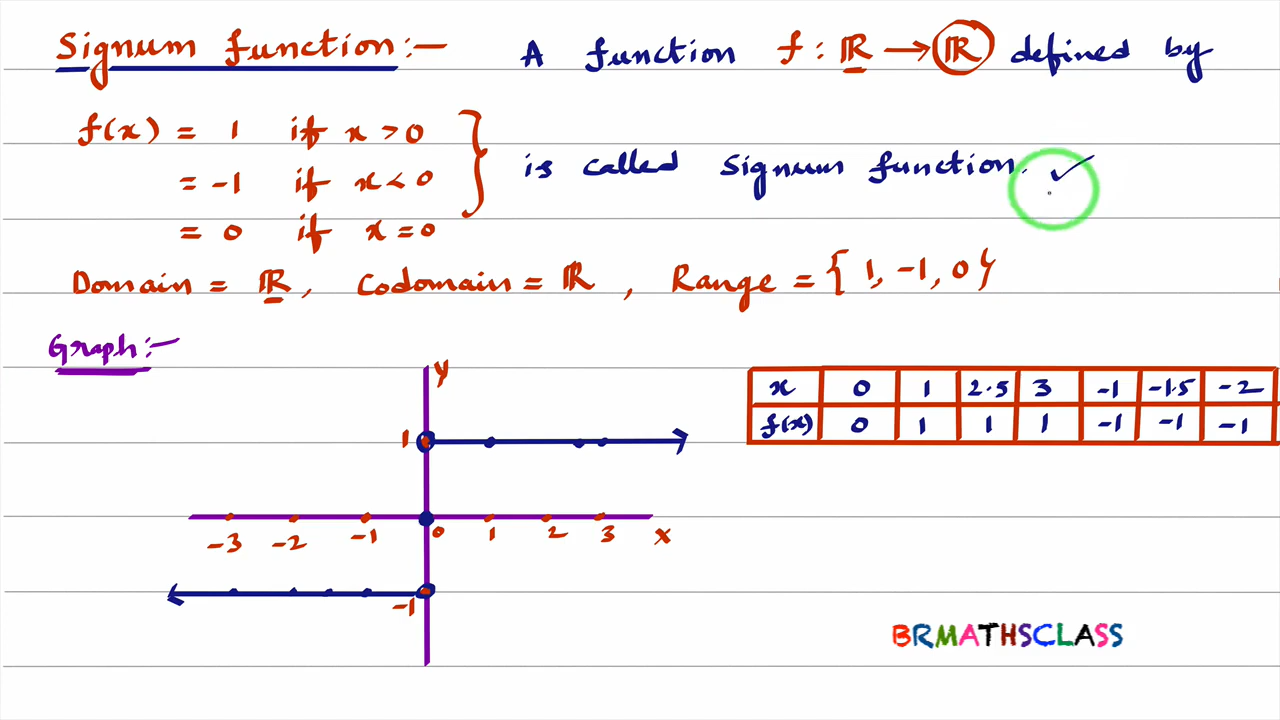 Signum function:- A function f : ℝ → ℝ defined by
f(x) = 1 if x > 0
= -1 if x < 0
= 0 if x = 0
is called Signum function. ✓
Domain = ℝ, Codomain = ℝ, Range = { 1, -1, 0 }
Graph:-
y
1
-3 -2 -1 0 1 2 3 x
-1
x 0 1 2.5 3 -1 -1.5 -2
f(x) 0 1 1 1 -1 -1 -1
BRMATHSCLASS